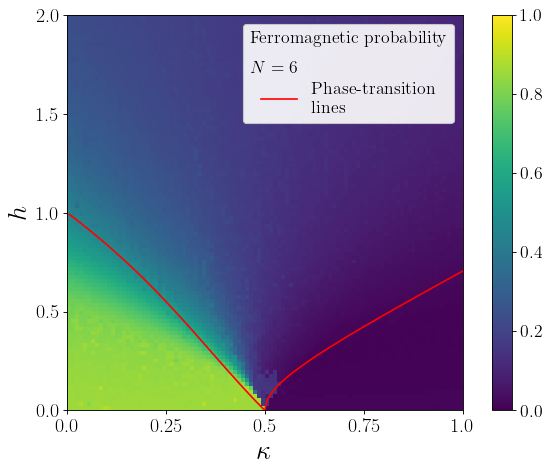 2.0
1.5
1.0
0.5
0.0
h
0.0 0.25 0.5 0.75 1.0
κ
Ferromagnetic probability
N = 6
Phase-transition
lines
1.0
0.8
0.6
0.4
0.2
0.0